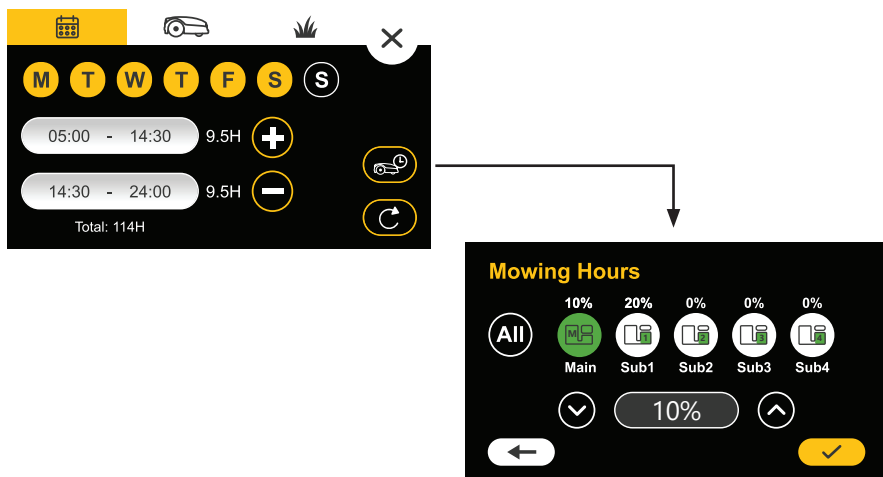 M T W T F S S
05:00 - 14:30 9.5H
14:30 - 24:00 9.5H
Total: 114H
Mowing Hours
10% 20% 0% 0% 0%
All M 1 2 3 4
Main Sub1 Sub2 Sub3 Sub4
10%